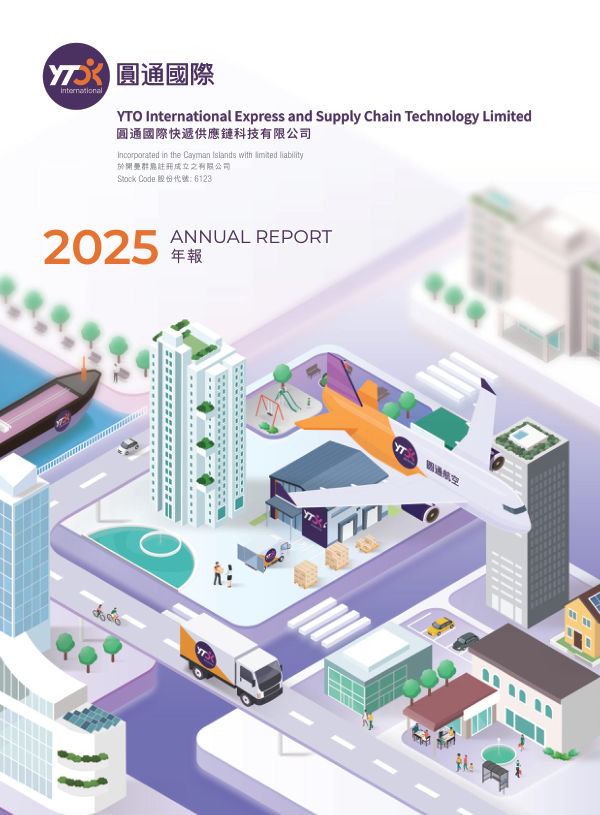 YTO
International
圓通國際
YTO International Express and Supply Chain Technology Limited
圓通國際快遞供應鏈科技有限公司
Incorporated in the Cayman Islands with limited liability
於開曼群島註冊成立之有限公司
Stock Code 股份代號: 6123
2025 ANNUAL REPORT
年報
YTO
圓通航空
YTO
YTO